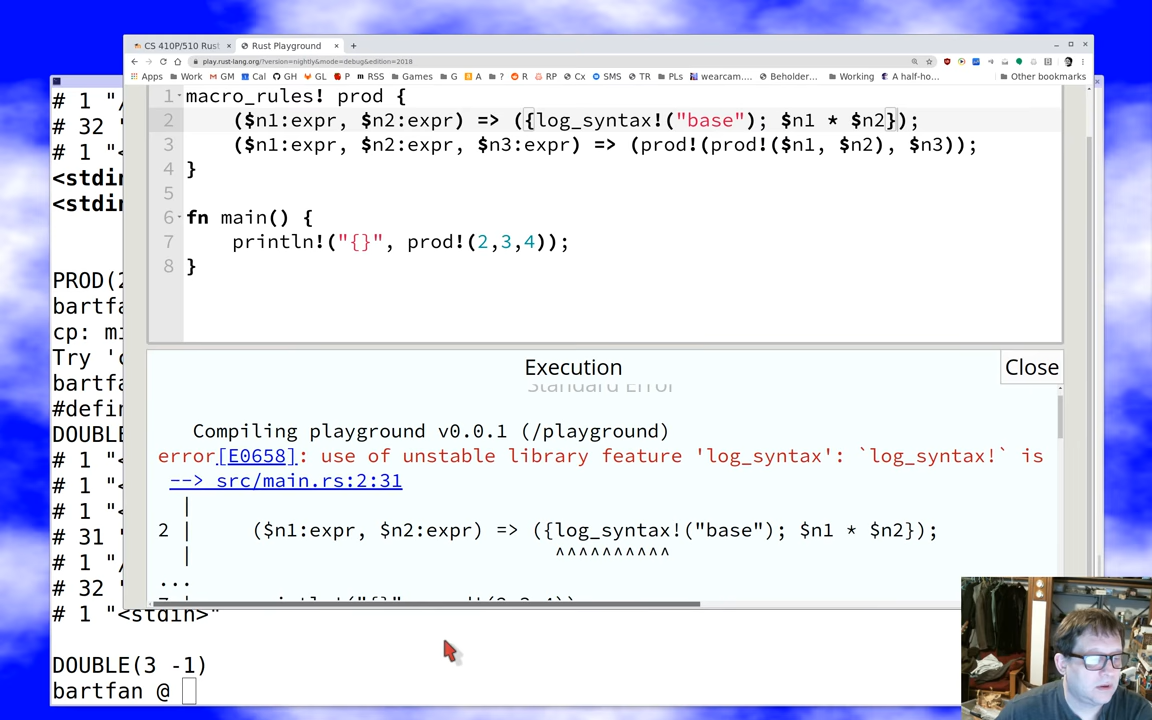 CS 410P/510 Rust
Rust Playground
play.rust-lang.org/?version=nightly&mode=debug&edition=2018
Apps Work GM Cal GH GL P RSS Games G A ? R RP Cx SMS TR PLs wearcam.... Beholder... Working A half-ho... Other bookmarks
1 macro_rules! prod {
2 ($n1:expr, $n2:expr) => ({log_syntax!("base"); $n1 * $n2});
3 ($n1:expr, $n2:expr, $n3:expr) => (prod!(prod!($n1, $n2), $n3));
4 }
5
6 fn main() {
7 println!("{}", prod!(2,3,4));
8 }
Execution
Close
Standard Error
Compiling playground v0.0.1 (/playground)
error[E0658]: use of unstable library feature 'log_syntax': `log_syntax!` is
--> src/main.rs:2:31
|
2 | ($n1:expr, $n2:expr) => ({log_syntax!("base"); $n1 * $n2});
| ^^^^^^^^^^
...
# 1 "/
# 32 "
# 1 "<
<stdin
<stdin
PROD(2
bartfa
cp: mi
Try '
bartfa
#defin
DOUBLE
# 1 "<
# 1 "<
# 1 "<
# 31 "
# 1 "/
# 32 "
# 1 "<stdin>"
DOUBLE(3 -1)
bartfan @